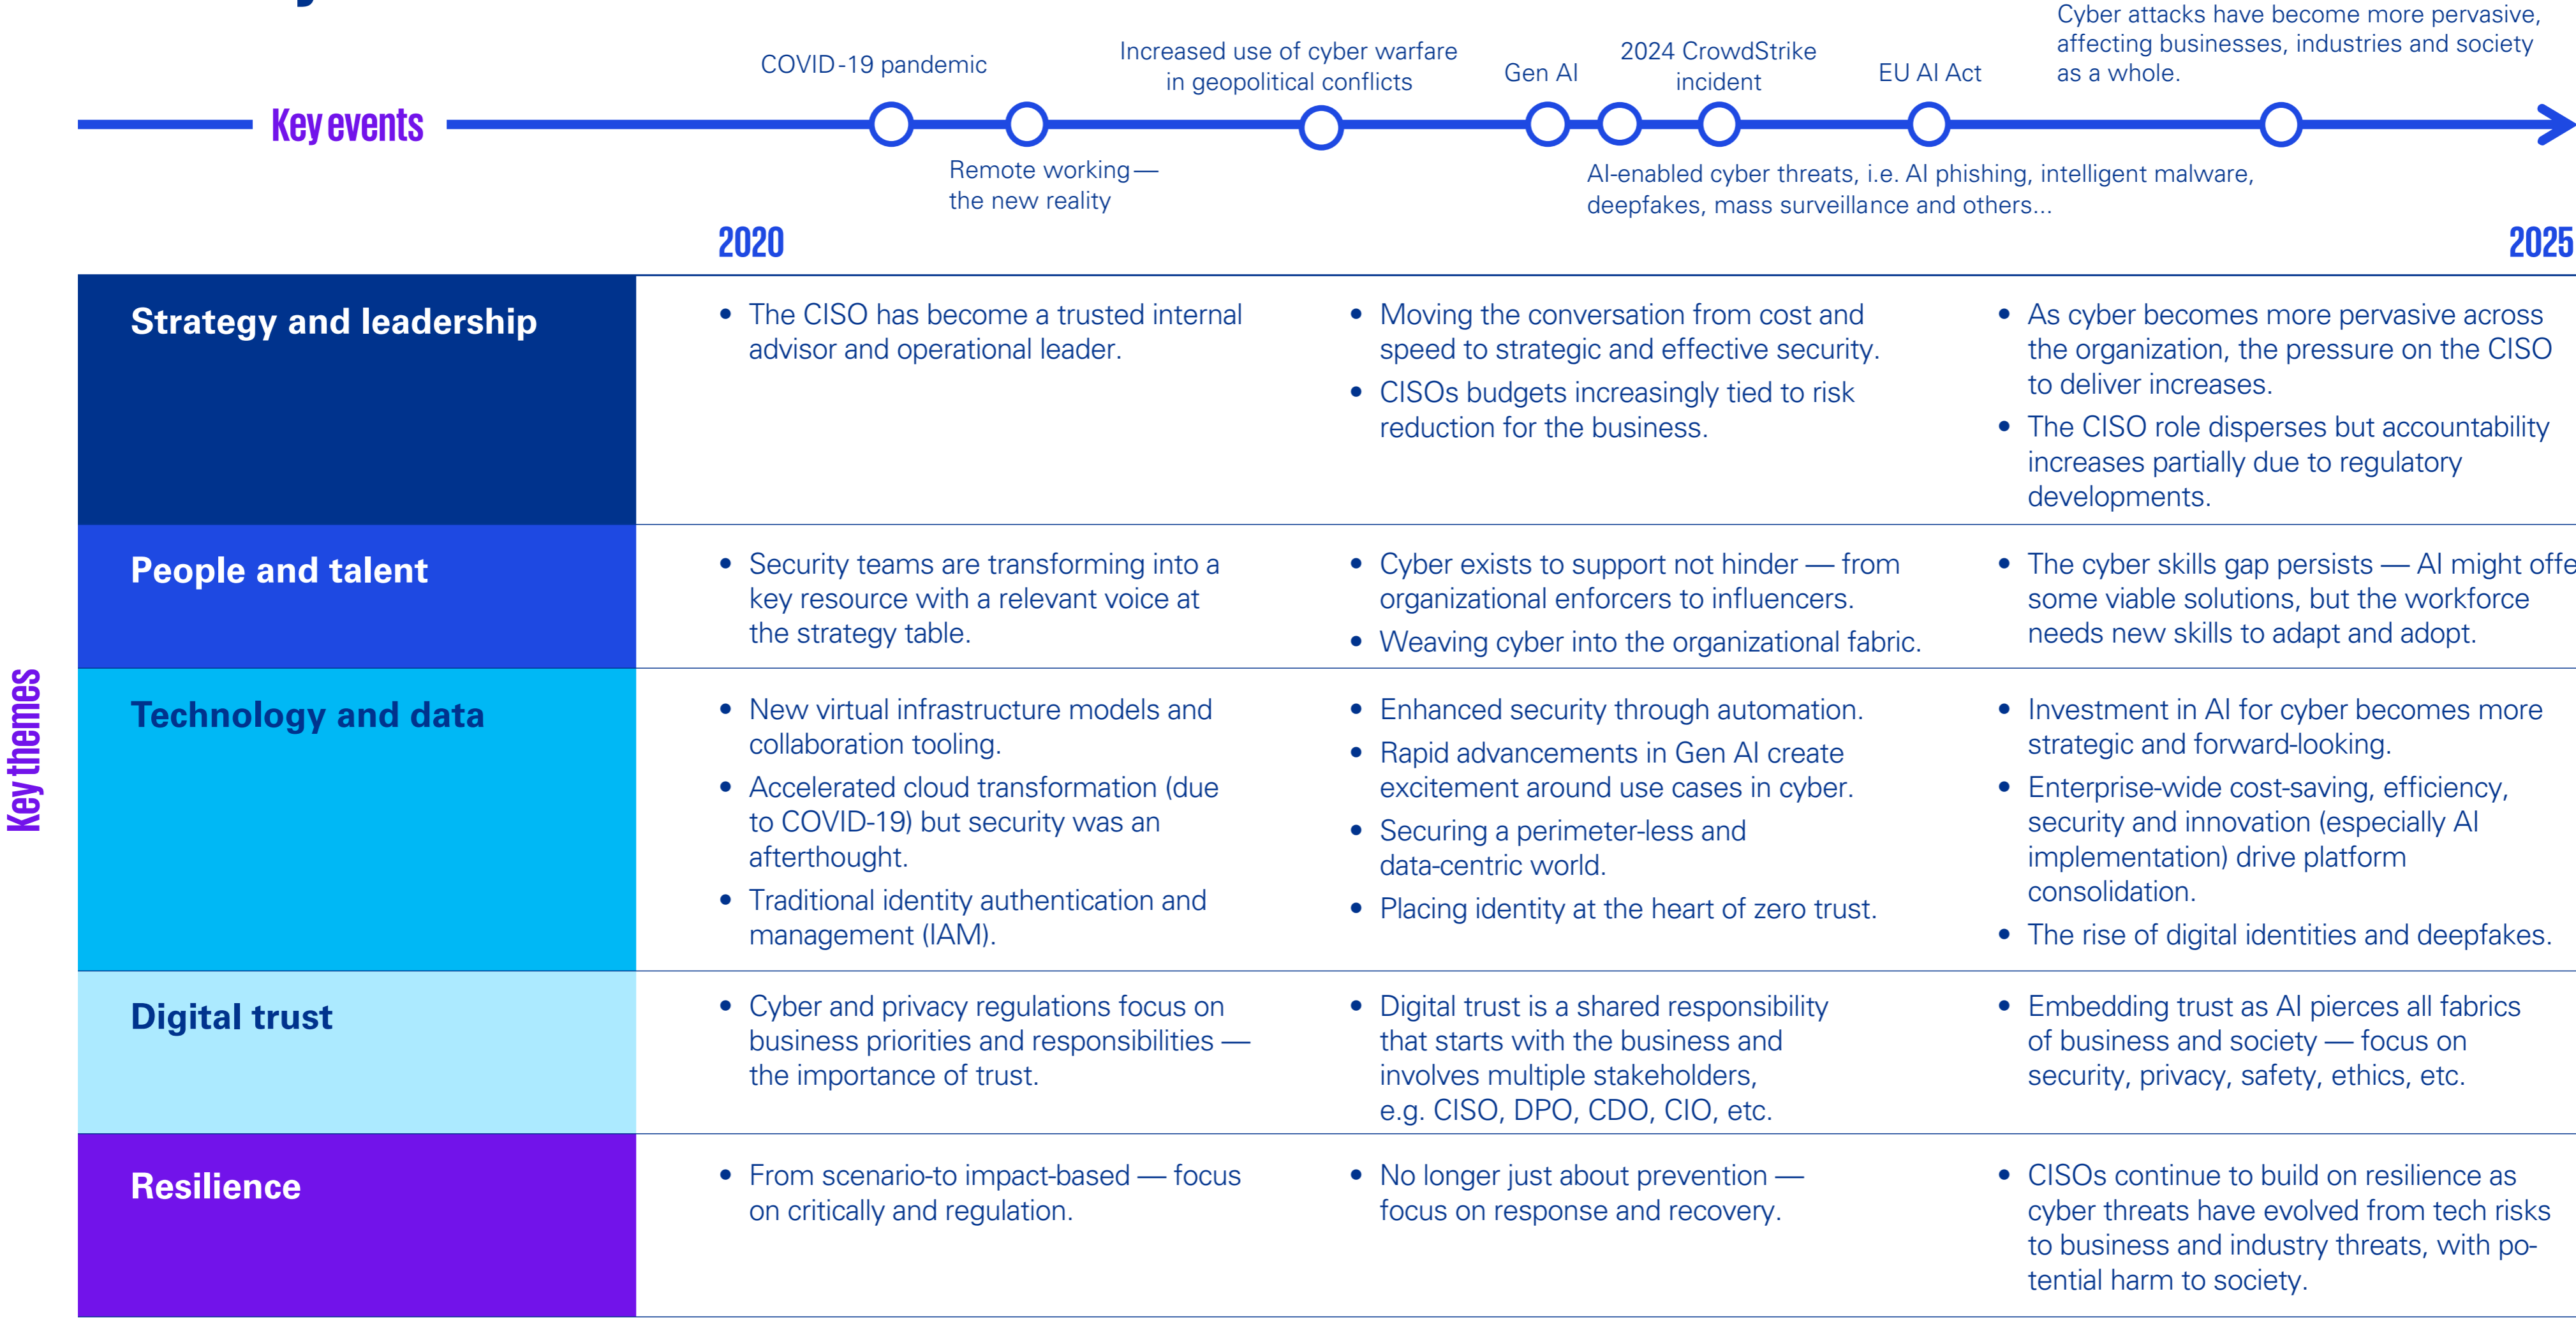 COVID-19 pandemic
Increased use of cyber warfare
in geopolitical conflicts
Gen AI
2024 CrowdStrike
incident
EU AI Act
Cyber attacks have become more pervasive,
affecting businesses, industries and society
as a whole.
Key events
Remote working—
the new reality
AI-enabled cyber threats, i.e. AI phishing, intelligent malware,
deepfakes, mass surveillance and others...
2020
2025
Key themes
Strategy and leadership
• The CISO has become a trusted internal
advisor and operational leader.
• Moving the conversation from cost and
speed to strategic and effective security.
• CISOs budgets increasingly tied to risk
reduction for the business.
• As cyber becomes more pervasive across
the organization, the pressure on the CISO
to deliver increases.
• The CISO role disperses but accountability
increases partially due to regulatory
developments.
People and talent
• Security teams are transforming into a
key resource with a relevant voice at
the strategy table.
• Cyber exists to support not hinder — from
organizational enforcers to influencers.
• Weaving cyber into the organizational fabric.
• The cyber skills gap persists — AI might offe
some viable solutions, but the workforce
needs new skills to adapt and adopt.
Technology and data
• New virtual infrastructure models and
collaboration tooling.
• Accelerated cloud transformation (due
to COVID-19) but security was an
afterthought.
• Traditional identity authentication and
management (IAM).
• Enhanced security through automation.
• Rapid advancements in Gen AI create
excitement around use cases in cyber.
• Securing a perimeter-less and
data-centric world.
• Placing identity at the heart of zero trust.
• Investment in AI for cyber becomes more
strategic and forward-looking.
• Enterprise-wide cost-saving, efficiency,
security and innovation (especially AI
implementation) drive platform
consolidation.
• The rise of digital identities and deepfakes.
Digital trust
• Cyber and privacy regulations focus on
business priorities and responsibilities —
the importance of trust.
• Digital trust is a shared responsibility
that starts with the business and
involves multiple stakeholders,
e.g. CISO, DPO, CDO, CIO, etc.
• Embedding trust as AI pierces all fabrics
of business and society — focus on
security, privacy, safety, ethics, etc.
Resilience
• From scenario-to impact-based — focus
on critically and regulation.
• No longer just about prevention —
focus on response and recovery.
• CISOs continue to build on resilience as
cyber threats have evolved from tech risks
to business and industry threats, with po-
tential harm to society.